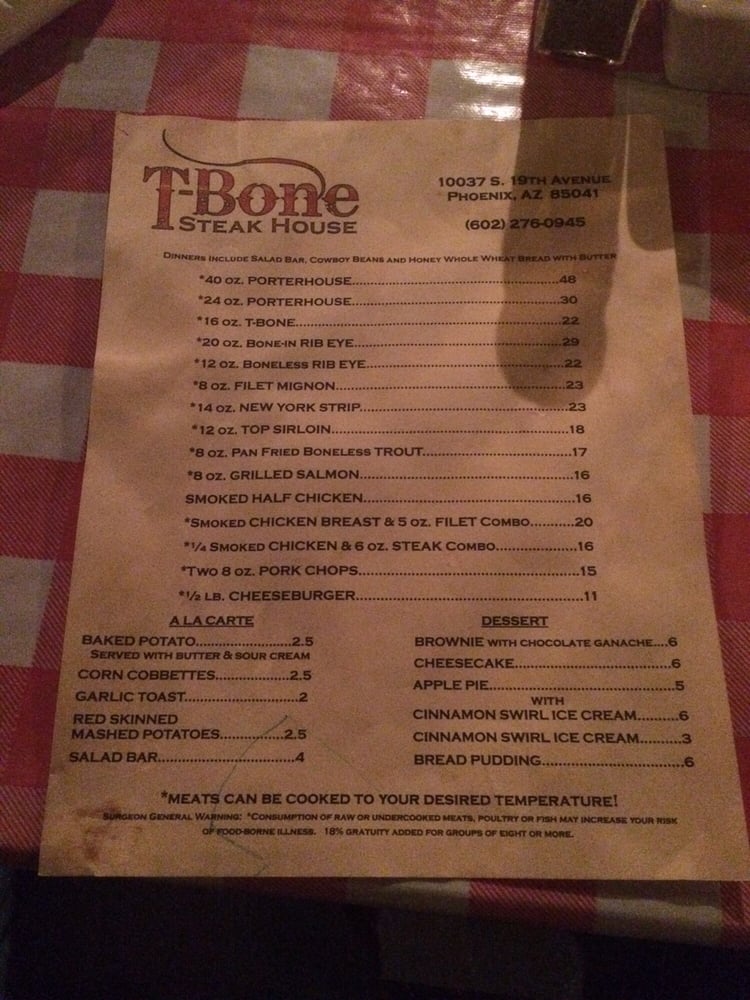 T-Bone
STEAK HOUSE
10037 S. 19TH AVENUE
PHOENIX, AZ 85041
(602) 276-0945
DINNERS INCLUDE SALAD BAR, COWBOY BEANS AND HONEY WHOLE WHEAT BREAD WITH BUTTER
*40 OZ. PORTERHOUSE...48
*24 OZ. PORTERHOUSE...30
*16 OZ. T-BONE...22
*20 OZ. BONE-IN RIB EYE...29
*12 OZ. BONELESS RIB EYE...22
*8 OZ. FILET MIGNON...23
*14 OZ. NEW YORK STRIP...23
*12 OZ. TOP SIRLOIN...18
*8 OZ. PAN FRIED BONELESS TROUT...17
*8 OZ. GRILLED SALMON...16
SMOKED HALF CHICKEN...16
*SMOKED CHICKEN BREAST & 5 OZ. FILET COMBO...20
*1/4 SMOKED CHICKEN & 6 OZ. STEAK COMBO...16
*TWO 8 OZ. PORK CHOPS...15
*1/2 LB. CHEESEBURGER...11
A LA CARTE
BAKED POTATO...2.5
SERVED WITH BUTTER & SOUR CREAM
CORN COBBETTES...2.5
GARLIC TOAST...2
RED SKINNED
MASHED POTATOES...2.5
SALAD BAR...4
DESSERT
BROWNIE WITH CHOCOLATE GANACHE...6
CHEESECAKE...6
APPLE PIE...5
WITH
CINNAMON SWIRL ICE CREAM...6
CINNAMON SWIRL ICE CREAM...3
BREAD PUDDING...6
*MEATS CAN BE COOKED TO YOUR DESIRED TEMPERATURE!
SURGEON GENERAL WARNING: *CONSUMPTION OF RAW OR UNDERCOOKED MEATS, POULTRY OR FISH MAY INCREASE YOUR RISK
OF FOOD-BORNE ILLNESS. 18% GRATUITY ADDED FOR GROUPS OF EIGHT OR MORE.